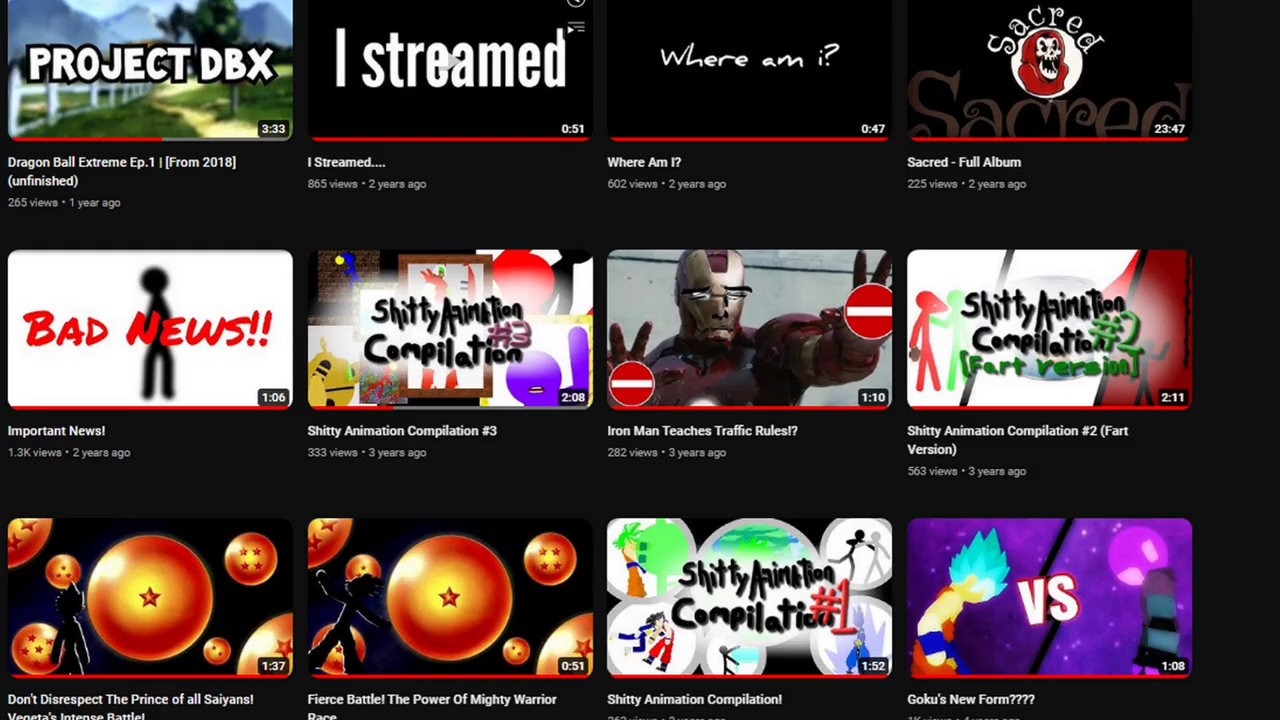 PROJECT DBX
3:33
I streamed
0:51
Where am i?
0:47
Sacred
Sacred
23:47
Dragon Ball Extreme Ep.1 | [From 2018]
(unfinished)
265 views • 1 year ago
I Streamed....
865 views • 2 years ago
Where Am I?
602 views • 2 years ago
Sacred - Full Album
225 views • 2 years ago
BAD NEWS!!
1:06
Shitty Animation
Compilation #3
2:08
1:10
Shitty Animation
Compilation #2
[Fart version]
2:11
Important News!
1.3K views • 2 years ago
Shitty Animation Compilation #3
333 views • 3 years ago
Iron Man Teaches Traffic Rules!?
282 views • 3 years ago
Shitty Animation Compilation #2 (Fart
Version)
563 views • 3 years ago
1:37
0:51
Shitty Animation
Compilation #1
1:52
VS
1:08
Don't Disrespect The Prince of all Saiyans!
Vegeta's Intense Battle!
Fierce Battle! The Power Of Mighty Warrior
Race
Shitty Animation Compilation!
Goku's New Form????